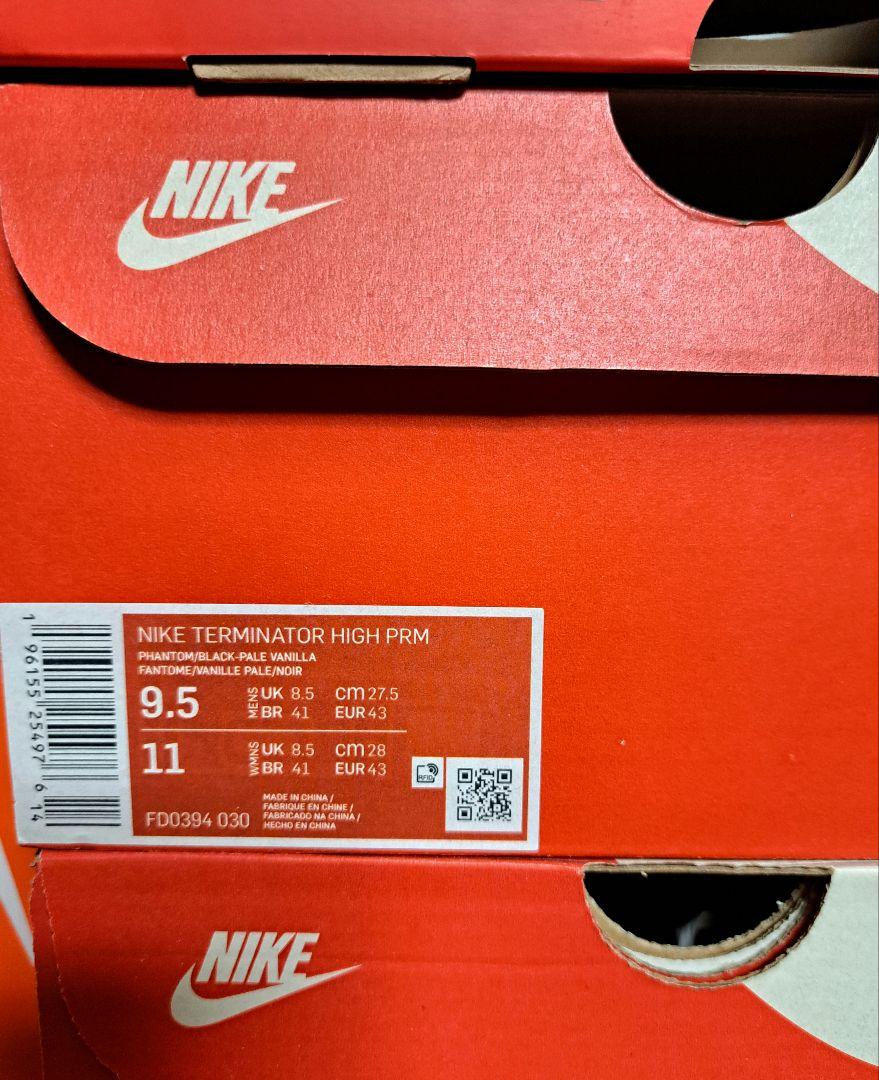 NIKE
NIKE TERMINATOR HIGH PRM
PHANTOM/BLACK-PALE VANILLA
FANTOME/VANILLE PALE/NOIR
9.5 MENS UK 8.5 CM 27.5
BR 41 EUR 43
11 WMNS UK 8.5 CM 28
BR 41 EUR 43
RFID
MADE IN CHINA /
FABRIQUE EN CHINE /
FABRICADO NA CHINA /
HECHO EN CHINA
FD0394 030
1 96155 25497 6 14
NIKE